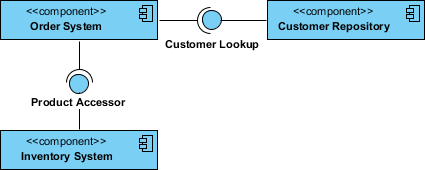 <<component>>
Order System
<<component>>
Customer Repository
Customer Lookup
Product Accessor
<<component>>
Inventory System